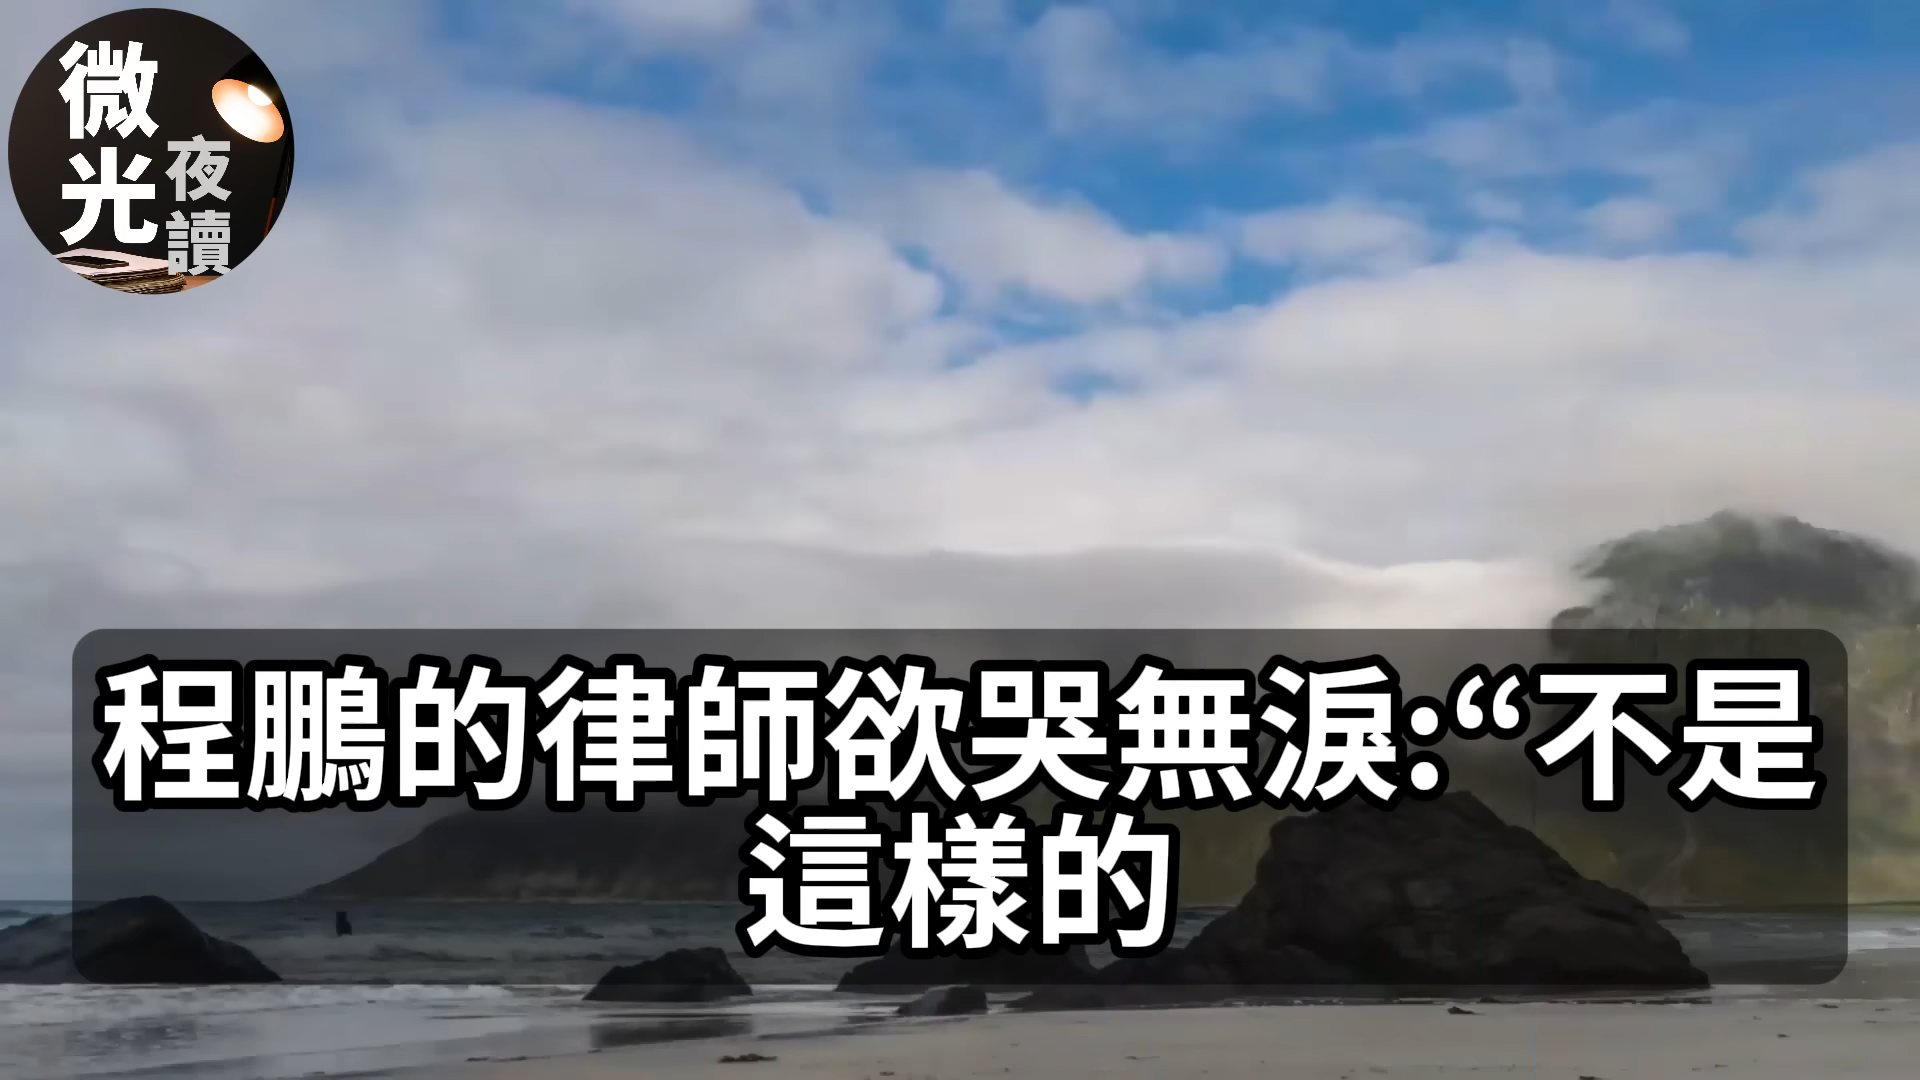 微光
夜讀
程鵬的律師欲哭無淚:“不是
這樣的